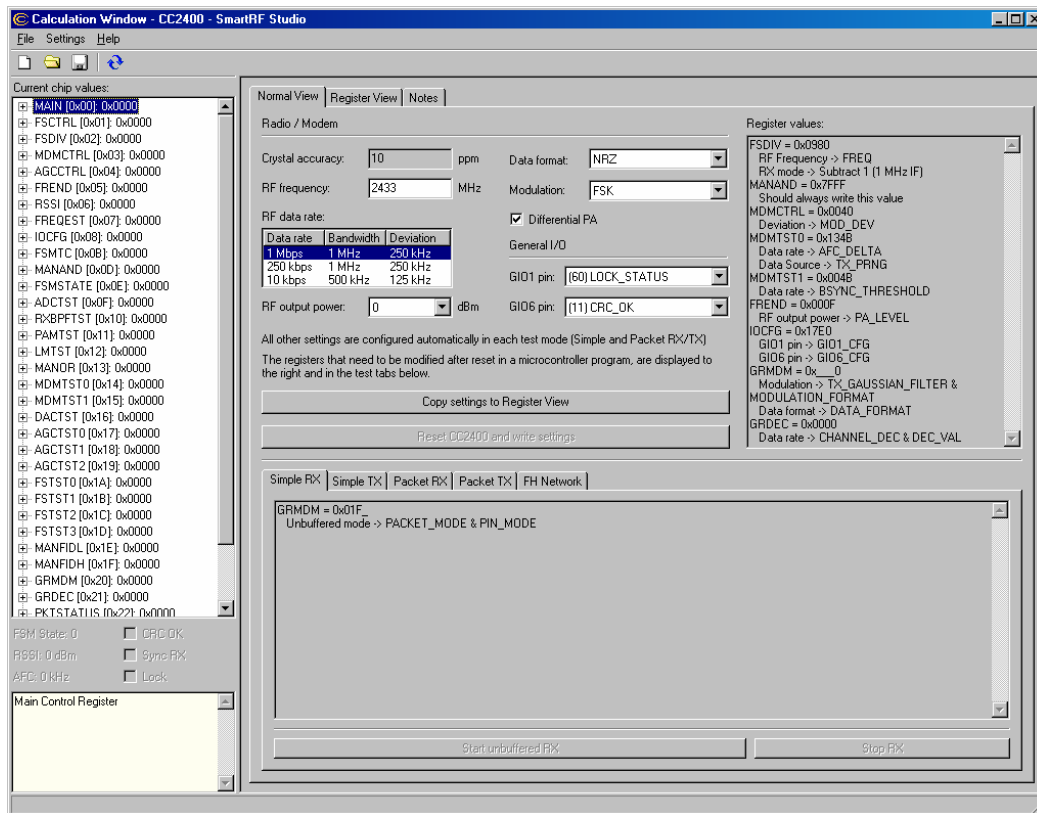 Calculation Window - CC2400 - SmartRF Studio
File Settings Help
Current chip values:
MAIN [0x00]: 0x0000
FSCTRL [0x01]: 0x0000
FSDIV [0x02]: 0x0000
MDMCTRL [0x03]: 0x0000
AGCCTRL [0x04]: 0x0000
FREND [0x05]: 0x0000
RSSI [0x06]: 0x0000
FREQEST [0x07]: 0x0000
IOCFG [0x08]: 0x0000
FSMTC [0x0B]: 0x0000
MANAND [0x0D]: 0x0000
FSMSTATE [0x0E]: 0x0000
ADCTST [0x0F]: 0x0000
RXBPFTST [0x10]: 0x0000
PAMTST [0x11]: 0x0000
LMTST [0x12]: 0x0000
MANOR [0x13]: 0x0000
MDMTST0 [0x14]: 0x0000
MDMTST1 [0x15]: 0x0000
DACTST [0x16]: 0x0000
AGCTST0 [0x17]: 0x0000
AGCTST1 [0x18]: 0x0000
AGCTST2 [0x19]: 0x0000
FSTST0 [0x1A]: 0x0000
FSTST1 [0x1B]: 0x0000
FSTST2 [0x1C]: 0x0000
FSTST3 [0x1D]: 0x0000
MANFIDL [0x1E]: 0x0000
MANFIDH [0x1F]: 0x0000
GRMDM [0x20]: 0x0000
GRDEC [0x21]: 0x0000
PKTSTATUS [0x22]: 0x0000
FSM State: 0 CRC OK
RSSI: 0 dBm Sync RX
AFC: 0 kHz Lock
Main Control Register
Normal View Register View Notes
Radio / Modem
Crystal accuracy: 10 ppm
RF frequency: 2433 MHz
RF data rate:
Data rate Bandwidth Deviation
1 Mbps 1 MHz 250 kHz
250 kbps 1 MHz 250 kHz
10 kbps 500 kHz 125 kHz
RF output power: 0 dBm
Data format: NRZ
Modulation: FSK
Differential PA
General I/O
GIO1 pin: (60) LOCK_STATUS
GIO6 pin: (11) CRC_OK
All other settings are configured automatically in each test mode (Simple and Packet RX/TX)
The registers that need to be modified after reset in a microcontroller program, are displayed to
the right and in the test tabs below.
Copy settings to Register View
Reset CC2400 and write settings
Register values:
FSDIV = 0x0980
RF Frequency -> FREQ
RX mode -> Subtract 1 (1 MHz IF)
MANAND = 0x7FFF
Should always write this value
MDMCTRL = 0x0040
Deviation -> MOD_DEV
MDMTST0 = 0x134B
Data rate -> AFC_DELTA
Data Source -> TX_PRNG
MDMTST1 = 0x004B
Data rate -> BSYNC_THRESHOLD
FREND = 0x000F
RF output power -> PA_LEVEL
IOCFG = 0x17E0
GIO1 pin -> GIO1_CFG
GIO6 pin -> GIO6_CFG
GRMDM = 0x___0
Modulation -> TX_GAUSSIAN_FILTER &
MODULATION_FORMAT
Data format -> DATA_FORMAT
GRDEC = 0x0000
Data rate -> CHANNEL_DEC & DEC_VAL
Simple RX Simple TX Packet RX Packet TX FH Network
GRMDM = 0x01F_
Unbuffered mode -> PACKET_MODE & PIN_MODE
Start unbuffered RX Stop RX